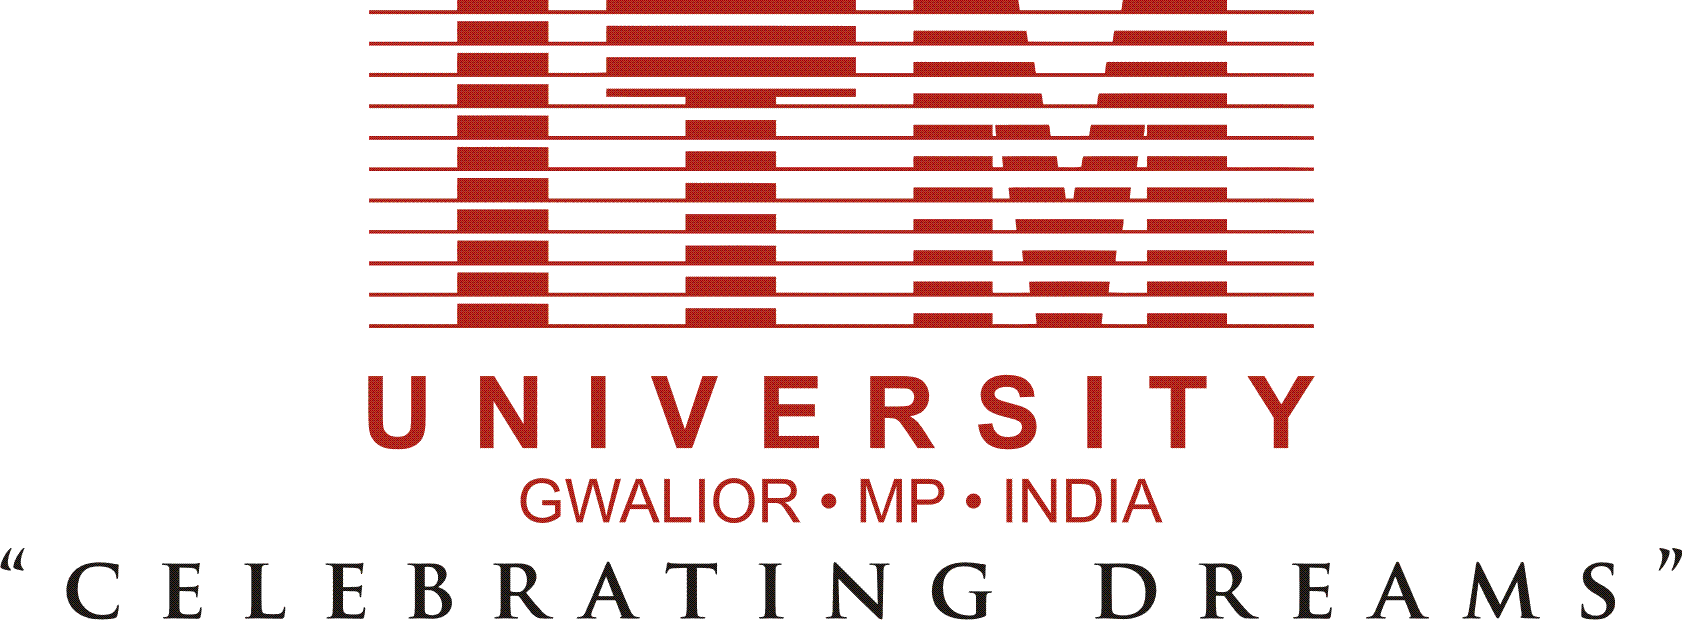 ITM
UNIVERSITY
GWALIOR • MP • INDIA
“CELEBRATING DREAMS”